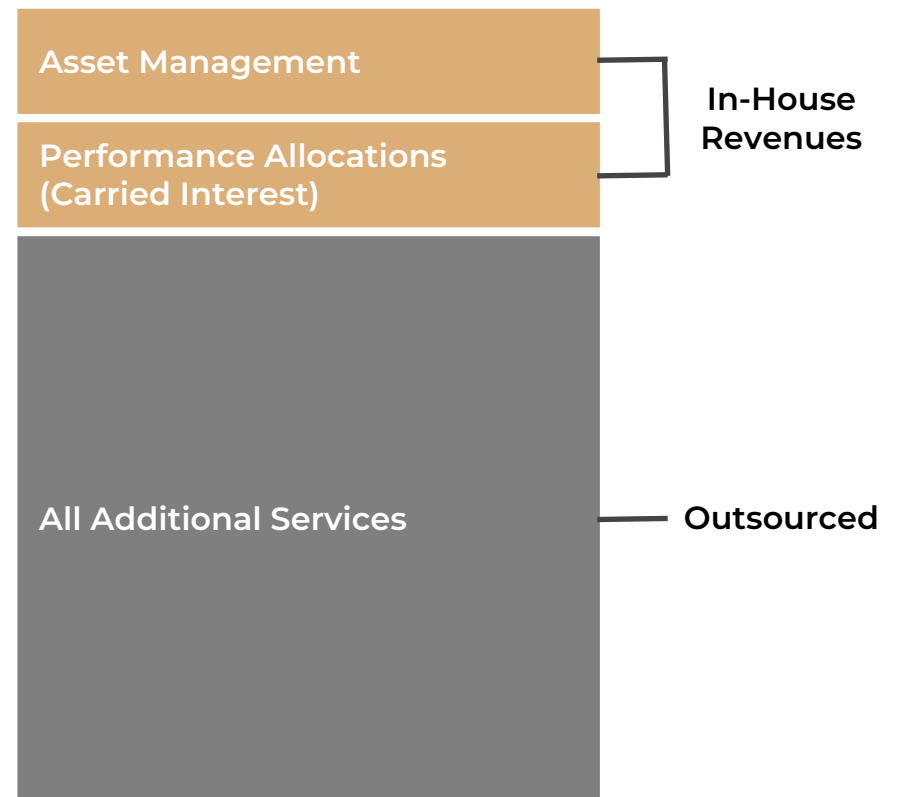 Asset Management
In-House
Revenues
Performance Allocations
(Carried Interest)
All Additional Services
Outsourced